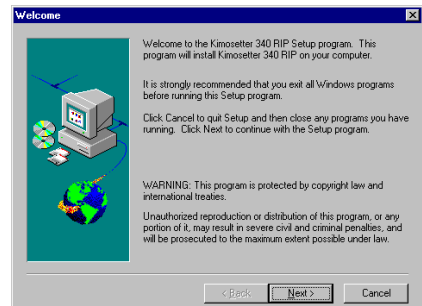 Welcome
Welcome to the Kimosetter 340 RIP Setup program. This
program will install Kimosetter 340 RIP on your computer.
It is strongly recommended that you exit all Windows programs
before running this Setup program.
Click Cancel to quit Setup and then close any programs you have
running. Click Next to continue with the Setup program.
WARNING: This program is protected by copyright law and
international treaties.
Unauthorized reproduction or distribution of this program, or any
portion of it, may result in severe civil and criminal penalties, and
will be prosecuted to the maximum extent possible under law.
< Back Next > Cancel